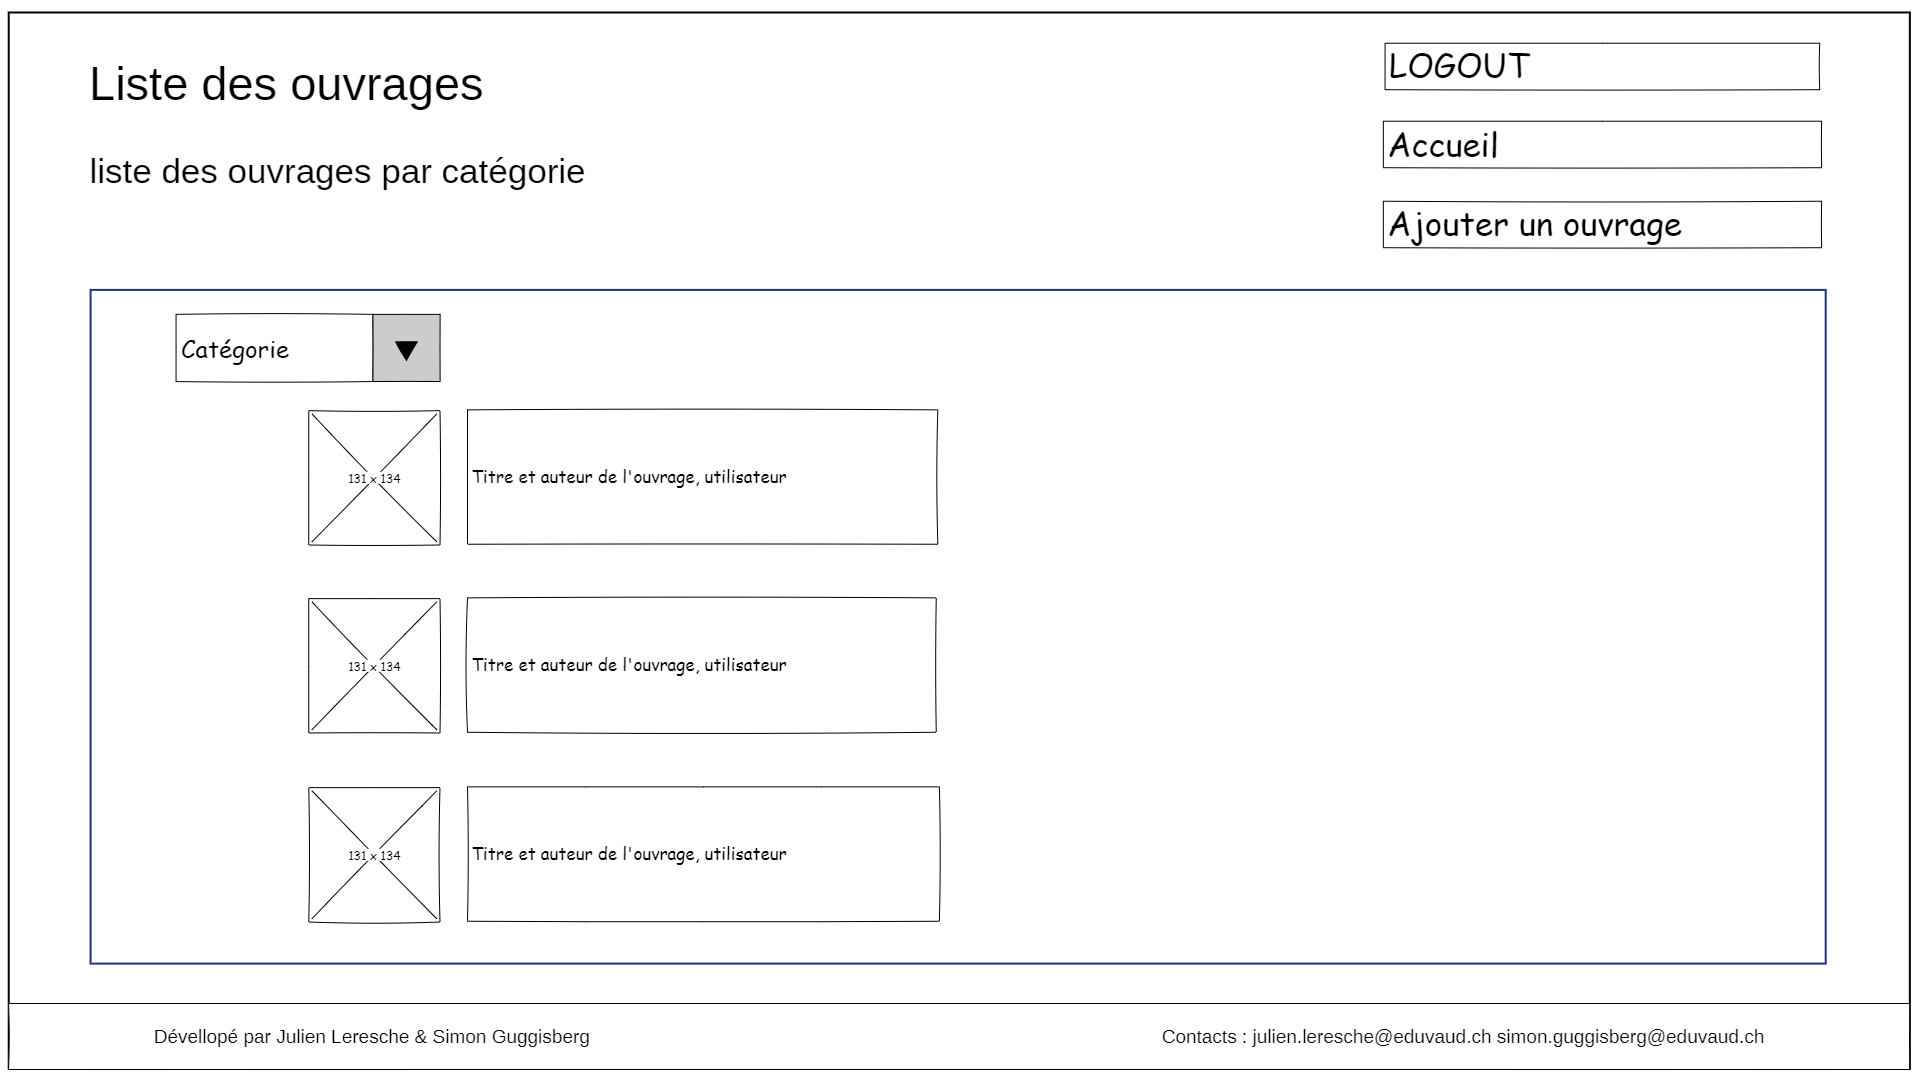 Liste des ouvrages
liste des ouvrages par catégorie
LOGOUT
Accueil
Ajouter un ouvrage
Catégorie
131 x 134
Titre et auteur de l'ouvrage, utilisateur
131 x 134
Titre et auteur de l'ouvrage, utilisateur
131 x 134
Titre et auteur de l'ouvrage, utilisateur
Dévellopé par Julien Leresche & Simon Guggisberg
Contacts : julien.leresche@eduvaud.ch simon.guggisberg@eduvaud.ch